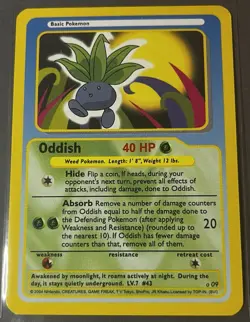 Basic Pokemon
Oddish 40 HP
Weed Pokemon. Length: 1' 8", Weight 12 lbs.
Hide Flip a coin, If heads, during your
opponent's next turn, prevent all effects of
attacks, including damage, done to Oddish.
Absorb Remove a number of damage counters
from Oddish equal to half the damage done to
the Defending Pokemon (after applying
Weakness and Resistance) (rounded up to
the nearest 10). If Oddish has fewer damage
counters than that, remove all of them.
20
weakness resistance retreat cost
Awakened by moonlight, it roams actively at night. During the
day, it stays quietly underground. LV.7 #43